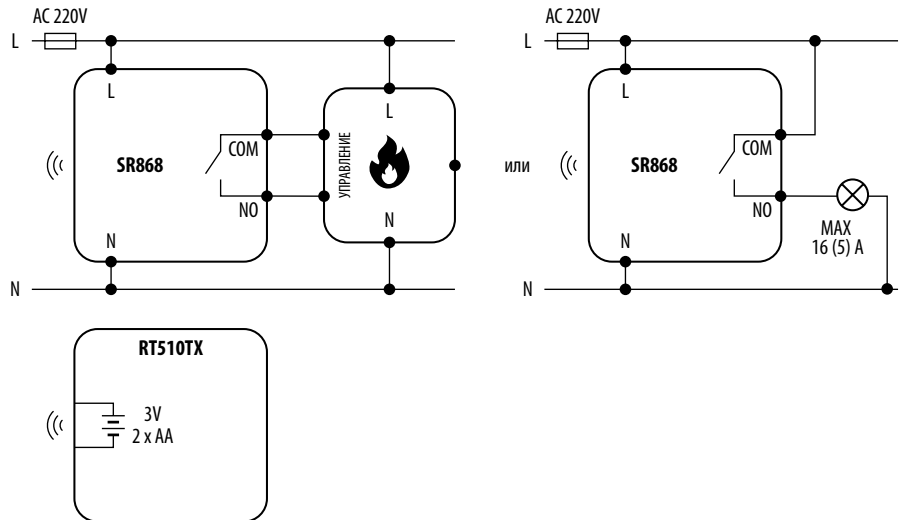 AC 220V
L
L
SR868
COM
NO
N
N
L
УПРАВЛЕНИЕ
N
или
AC 220V
L
L
SR868
COM
NO
MAX
16 (5) A
N
N
RT510TX
3V
2 x AA